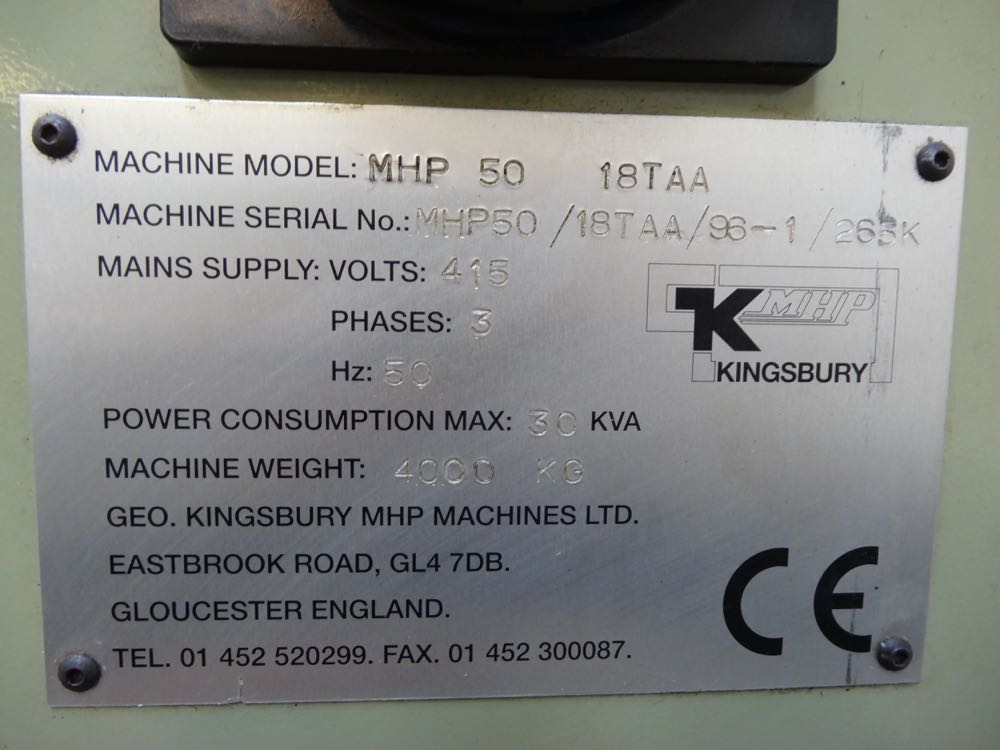 MACHINE MODEL: MHP 50 18TAA
MACHINE SERIAL No.: MHP50/18TAA/96-1/265K
MAINS SUPPLY: VOLTS: 415
PHASES: 3
Hz: 50
K MHP
KINGSBURY
POWER CONSUMPTION MAX: 30 KVA
MACHINE WEIGHT: 4000 KG
GEO. KINGSBURY MHP MACHINES LTD.
EASTBROOK ROAD, GL4 7DB.
GLOUCESTER ENGLAND.
TEL. 01 452 520299. FAX. 01 452 300087.
CE